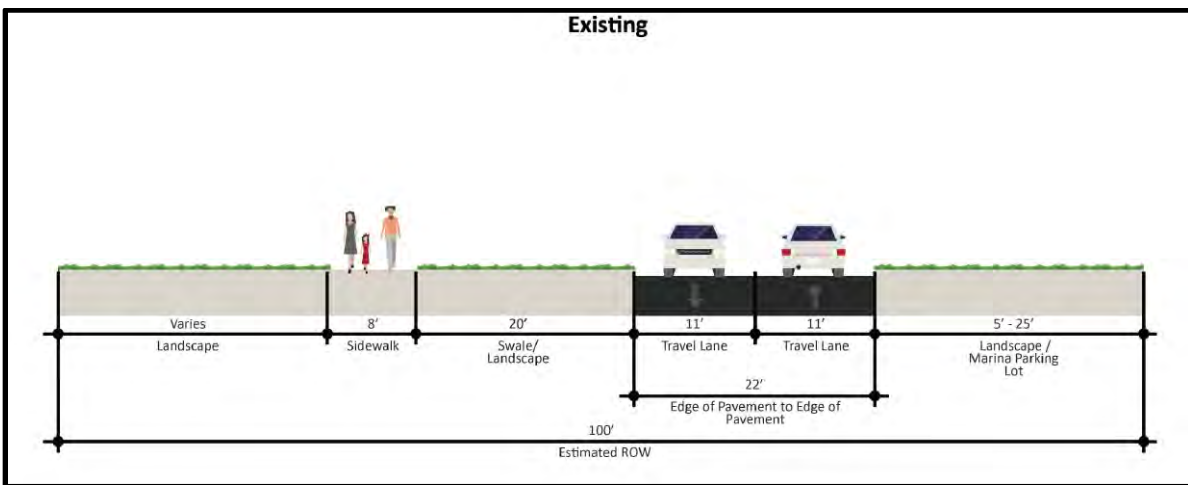 Existing
Varies
Landscape
8'
Sidewalk
20'
Swale/
Landscape
11'
Travel Lane
11'
Travel Lane
5' - 25'
Landscape /
Marina Parking
Lot
22'
Edge of Pavement to Edge of
Pavement
100'
Estimated ROW